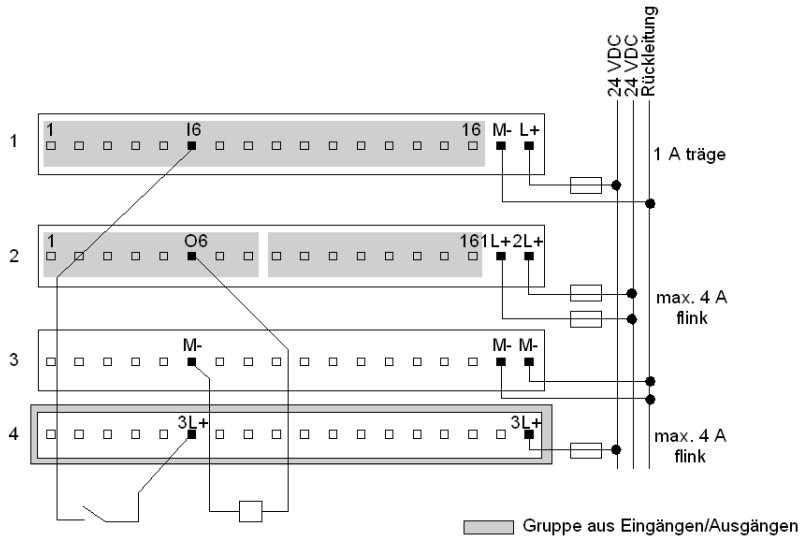 24 VDC
24 VDC
Rückleitung
1
1 I6 16 M- L+
1 A träge
2
1 O6 16 1L+ 2L+
max. 4 A
flink
3
M- M- M-
4
3L+ 3L+
max. 4 A
flink
Gruppe aus Eingängen/Ausgängen